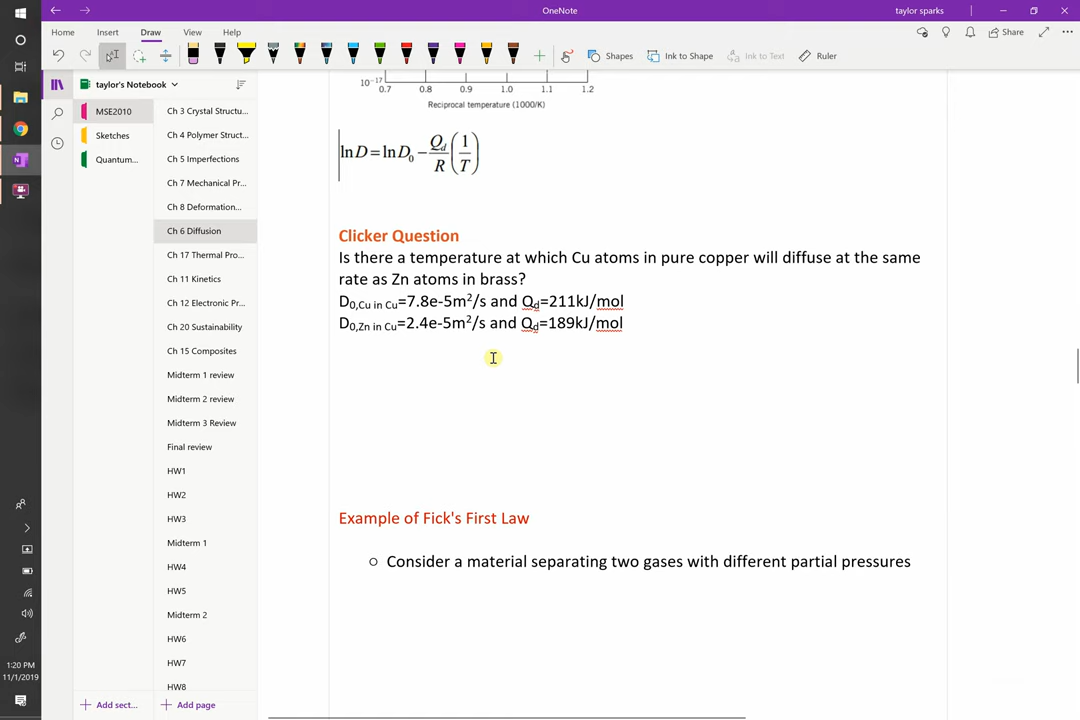 OneNote
taylor sparks
Home
Insert
Draw
View
Help
Share
Shapes
Ink to Shape
Ink to Text
Ruler
taylor's Notebook
MSE2010
Sketches
Quantum...
Ch 3 Crystal Structu...
Ch 4 Polymer Struct...
Ch 5 Imperfections
Ch 7 Mechanical Pr...
Ch 8 Deformation...
Ch 6 Diffusion
Ch 17 Thermal Pro...
Ch 11 Kinetics
Ch 12 Electronic Pr...
Ch 20 Sustainability
Ch 15 Composites
Midterm 1 review
Midterm 2 review
Midterm 3 Review
Final review
HW1
HW2
HW3
Midterm 1
HW4
HW5
Midterm 2
HW6
HW7
HW8
Add sect...
Add page
10⁻¹⁷
0.7 0.8 0.9 1.0 1.1 1.2
Reciprocal temperature (1000/K)
ln D = ln D₀ − Q_d/R (1/T)
Clicker Question
Is there a temperature at which Cu atoms in pure copper will diffuse at the same
rate as Zn atoms in brass?
D₀,Cu in Cu=7.8e-5m²/s and Q_d=211kJ/mol
D₀,Zn in Cu=2.4e-5m²/s and Q_d=189kJ/mol
Example of Fick's First Law
Consider a material separating two gases with different partial pressures
1:20 PM
11/1/2019